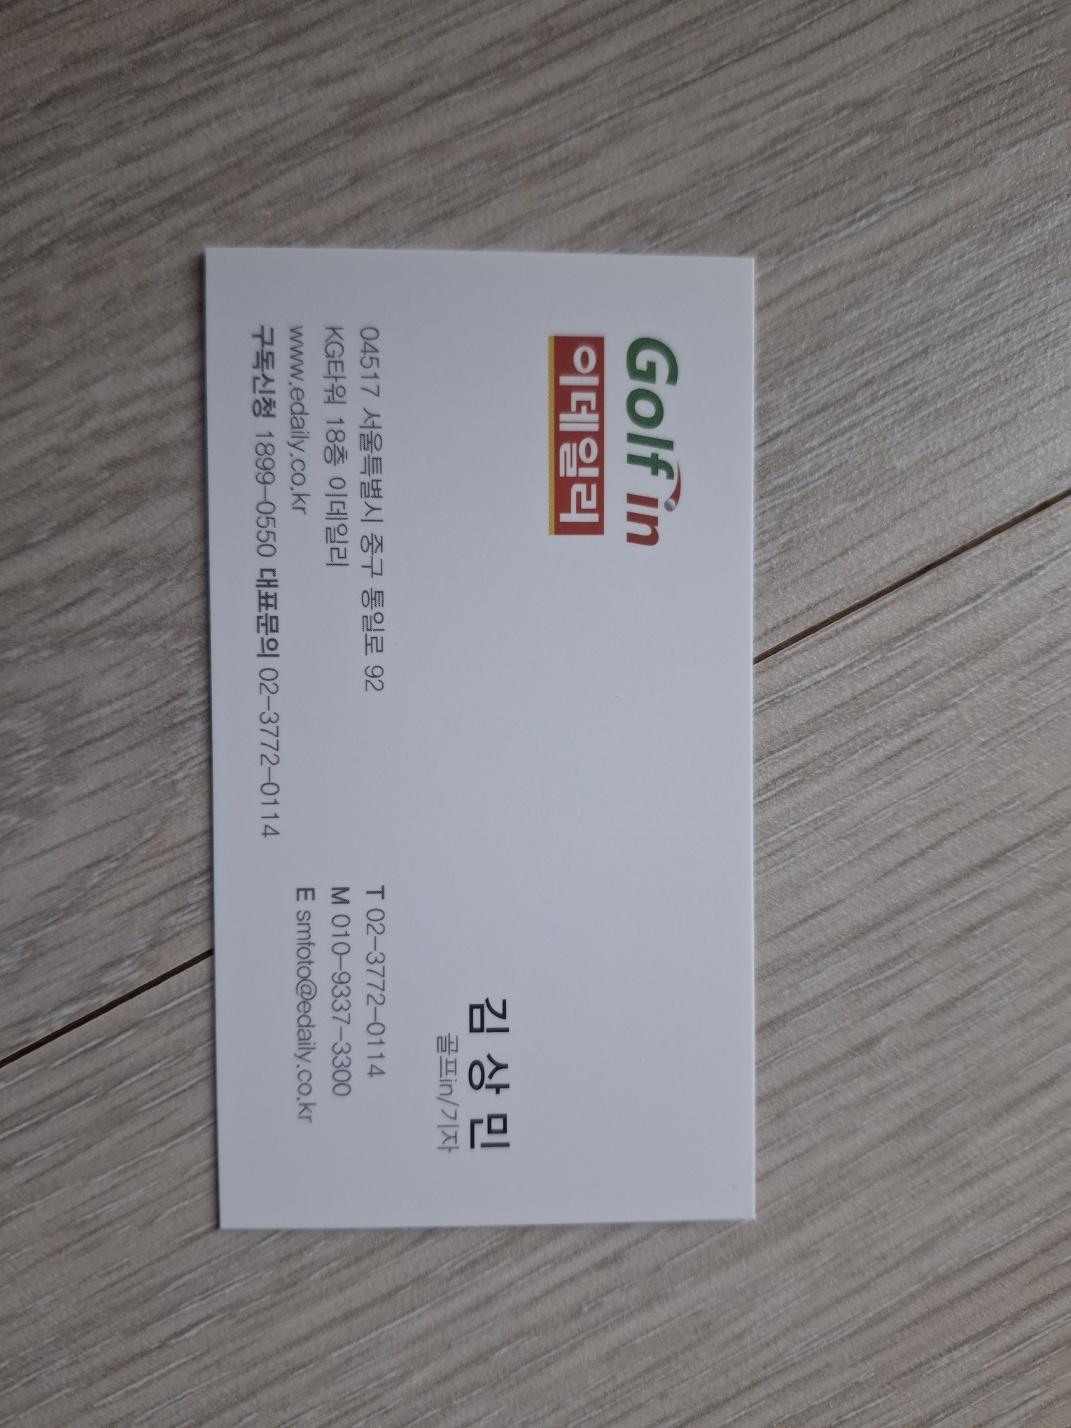 Golf in
이데일리
김상민
골프in/기자
04517 서울특별시 중구 통일로 92
KG타워 18층 이데일리
www.edaily.co.kr
구독신청 1899-0550 대표문의 02-3772-0114
T 02-3772-0114
M 010-9337-3300
E smfoto@edaily.co.kr